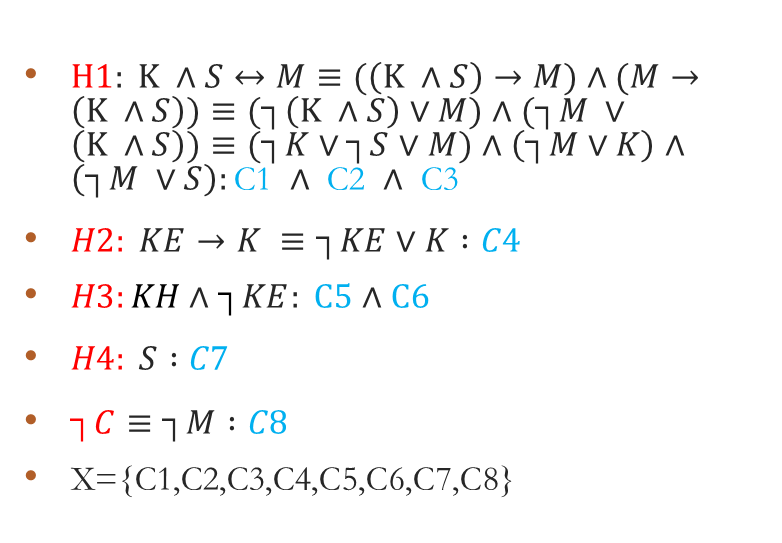 • H1: K ∧ S ↔ M ≡ ((K ∧ S) → M) ∧ (M →
(K ∧ S)) ≡ (┐(K ∧ S) ∨ M) ∧ (┐M ∨
(K ∧ S)) ≡ (┐K ∨ ┐S ∨ M) ∧ (┐M ∨ K) ∧
(┐M ∨ S): C1 ∧ C2 ∧ C3
• H2: KE → K ≡ ┐KE ∨ K : C4
• H3: KH ∧ ┐KE: C5 ∧ C6
• H4: S : C7
• ┐C ≡ ┐M : C8
• X={C1,C2,C3,C4,C5,C6,C7,C8}